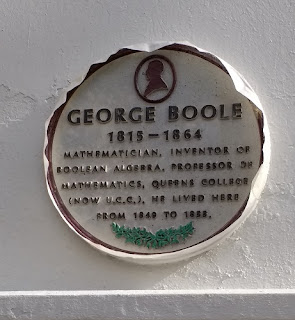 GEORGE BOOLE
1815-1864
MATHEMATICIAN, INVENTOR OF
BOOLEAN ALGEBRA, PROFESSOR OF
MATHEMATICS, QUEENS COLLEGE
(NOW U.C.C.), HE LIVED HERE
FROM 1849 TO 1855.